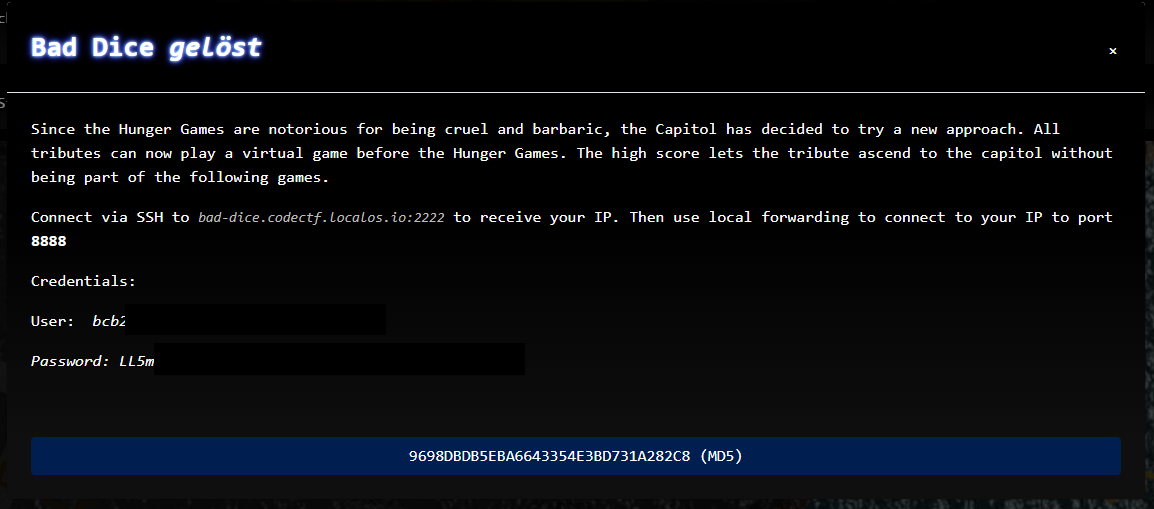 Bad Dice gelöst
×
Since the Hunger Games are notorious for being cruel and barbaric, the Capitol has decided to try a new approach. All
tributes can now play a virtual game before the Hunger Games. The high score lets the tribute ascend to the capitol without
being part of the following games.
Connect via SSH to bad-dice.codectf.localos.io:2222 to receive your IP. Then use local forwarding to connect to your IP to port
8888
Credentials:
User: bcb2
Password: LL5m
9698DBDB5EBA6643354E3BD731A282C8 (MD5)